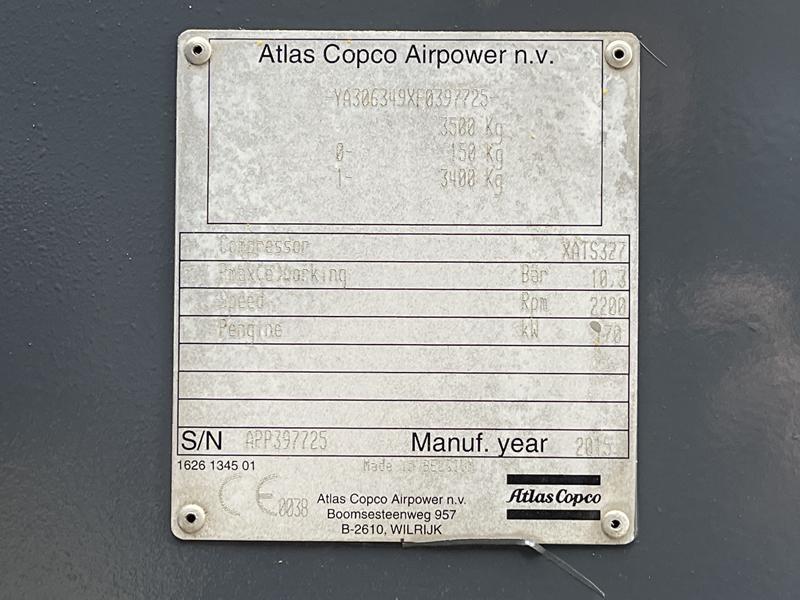 Atlas Copco Airpower n.v.
-YA306349XF0397725-
3500 Kg
0- 150 Kg
1- 3400 Kg
Compressor XATS327
Pmax(e)working Bar 10,3
Speed Rpm 2200
Pengine kW 170
S/N APP397725 Manuf. year 2015
1626 1345 01 Made in BELGIUM
CE 0038
Atlas Copco Airpower n.v.
Boomsesteenweg 957
B-2610, WILRIJK
Atlas Copco